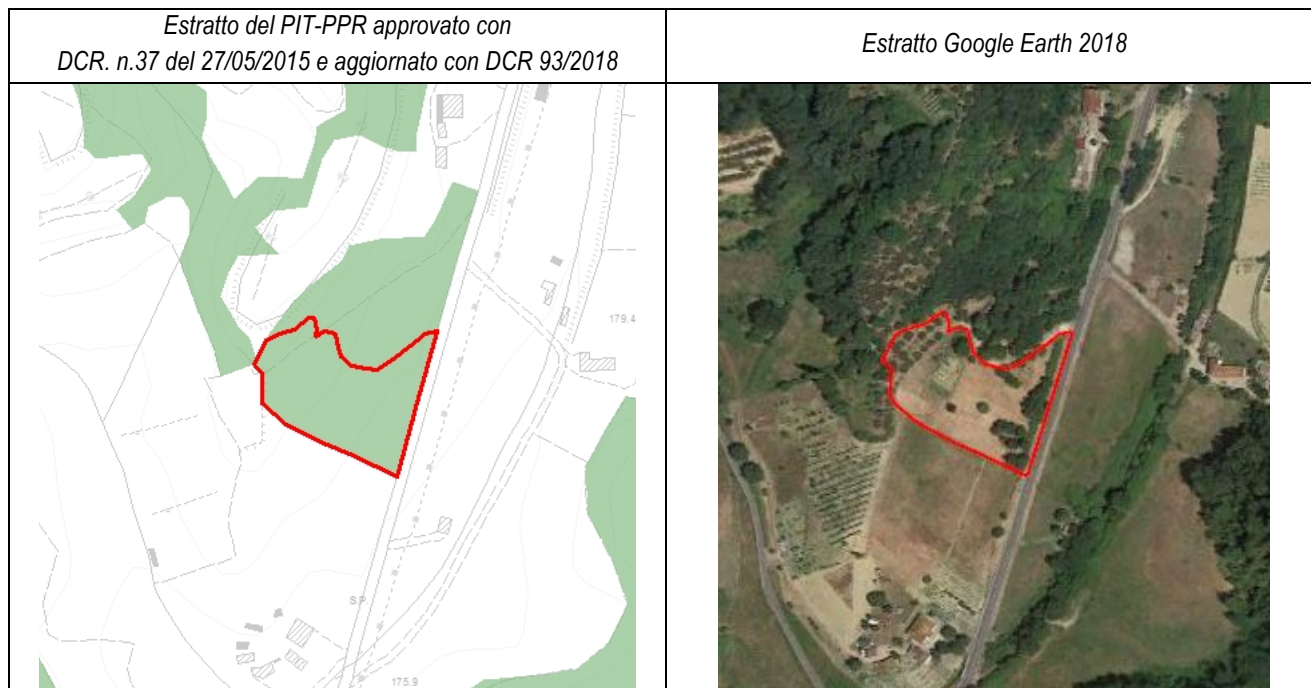 Estratto del PIT-PPR approvato con
DCR. n.37 del 27/05/2015 e aggiornato con DCR 93/2018
Estratto Google Earth 2018
179.4
S.P
175.9